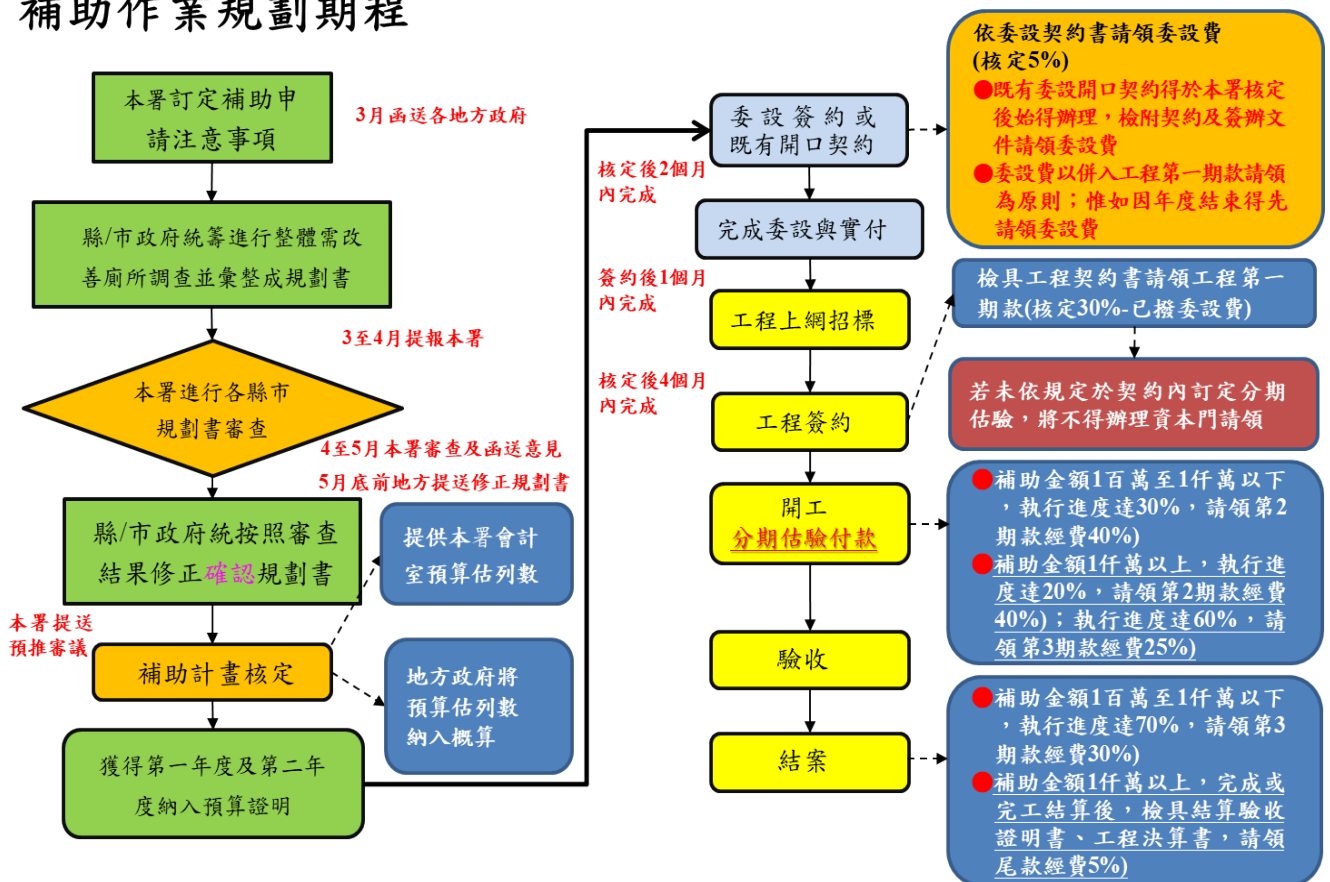 補助作業規劃期程
本署訂定補助申
請注意事項
3月函送各地方政府
縣/市政府統籌進行整體需改
善廁所調查並彙整成規劃書
3至4月提報本署
本署進行各縣市
規劃書審查
4至5月本署審查及函送意見
5月底前地方提送修正規劃書
縣/市政府統按照審查
結果修正確認規劃書
提供本署會計
室預算估列數
本署提送
預推審議
補助計畫核定
地方政府將
預算估列數
納入概算
獲得第一年度及第二年
度納入預算證明
委設簽約或
既有開口契約
核定後2個月
內完成
完成委設與實付
簽約後1個月
內完成
工程上網招標
核定後4個月
內完成
工程簽約
開工
分期估驗付款
驗收
結案
依委設契約書請領委設費
(核定5%)
●既有委設開口契約得於本署核定
後始得辦理，檢附契約及簽辦文
件請領委設費
●委設費以併入工程第一期款請領
為原則；惟如因年度結束得先
請領委設費
檢具工程契約書請領工程第一
期款(核定30%-已撥委設費)
若未依規定於契約內訂定分期
估驗，將不得辦理資本門請領
●補助金額1百萬至1仟萬以下
，執行進度達30%，請領第2
期款經費40%)
●補助金額1仟萬以上，執行進
度達20%，請領第2期款經費
40%)；執行進度達60%，請
領第3期款經費25%)
●補助金額1百萬至1仟萬以下
，執行進度達70%，請領第3
期款經費30%)
●補助金額1仟萬以上，完成或
完工結算後，檢具結算驗收
證明書、工程決算書，請領
尾款經費5%)